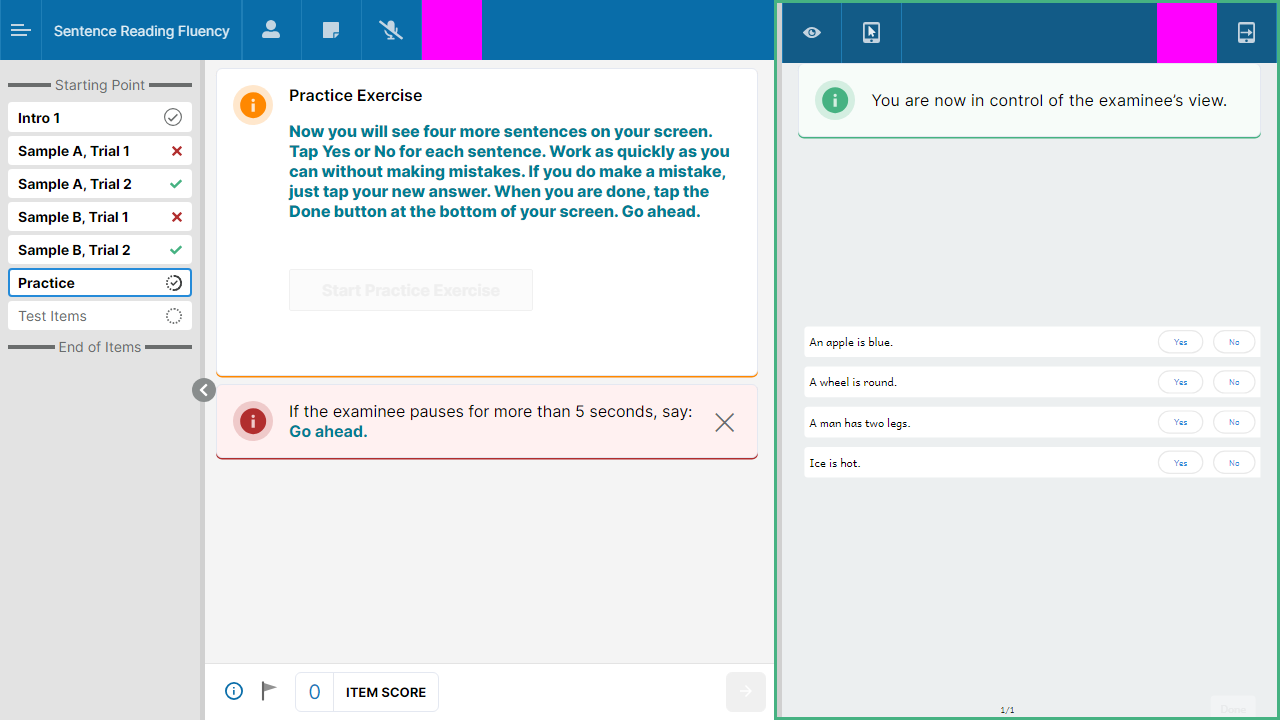 Sentence Reading Fluency
Starting Point
Intro 1
Sample A, Trial 1
Sample A, Trial 2
Sample B, Trial 1
Sample B, Trial 2
Practice
Test Items
End of Items
Practice Exercise
Now you will see four more sentences on your screen.
Tap Yes or No for each sentence. Work as quickly as you
can without making mistakes. If you do make a mistake,
just tap your new answer. When you are done, tap the
Done button at the bottom of your screen. Go ahead.
Start Practice Exercise
If the examinee pauses for more than 5 seconds, say:
Go ahead.
0 ITEM SCORE
You are now in control of the examinee’s view.
An apple is blue. Yes No
A wheel is round. Yes No
A man has two legs. Yes No
Ice is hot. Yes No
1/1
Done